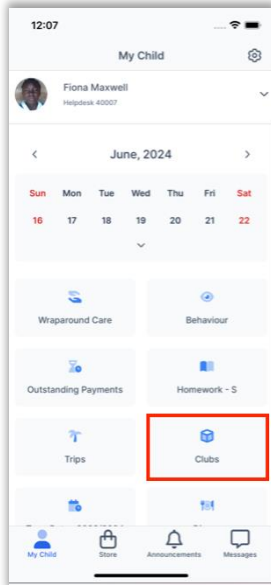 12:07
My Child
Fiona Maxwell
Helpdesk 40007
June, 2024
Sun Mon Tue Wed Thu Fri Sat
16 17 18 19 20 21 22
Wraparound Care Behaviour
Outstanding Payments Homework - S
Trips Clubs
My Child Store Announcements Messages